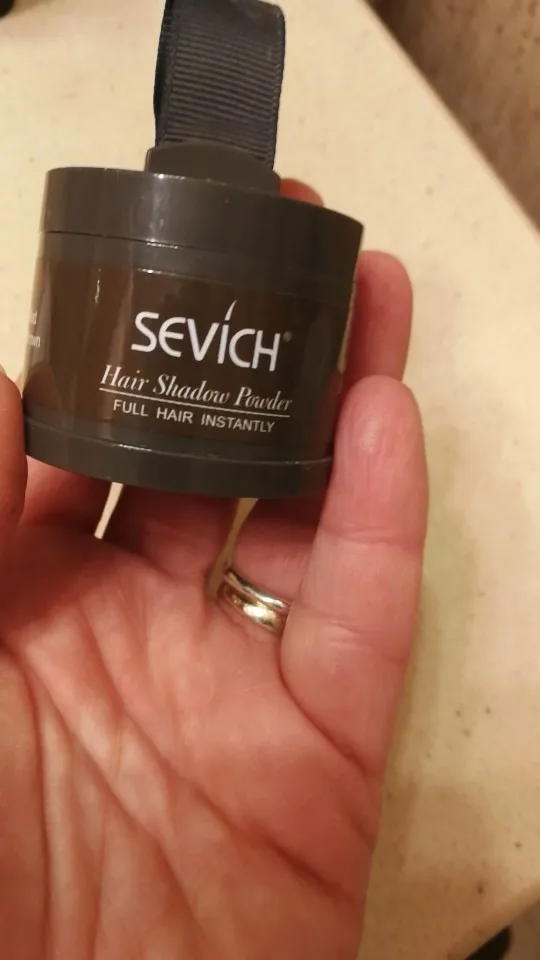 SEVICH®
Hair Shadow Powder
FULL HAIR INSTANTLY